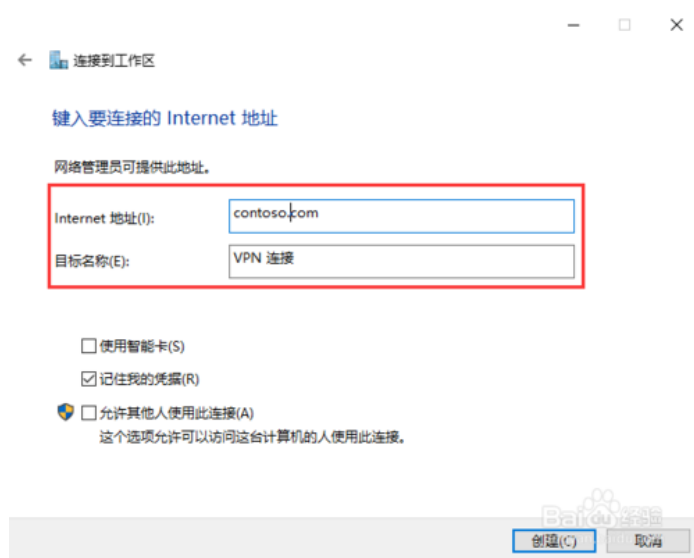 连接到工作区
键入要连接的 Internet 地址
网络管理员可提供此地址。
Internet 地址(I): contoso.com
目标名称(E): VPN 连接
使用智能卡(S)
记住我的凭据(R)
允许其他人使用此连接(A)
这个选项允许可以访问这台计算机的人使用此连接。
Baidu 经验
创建(C) 取消